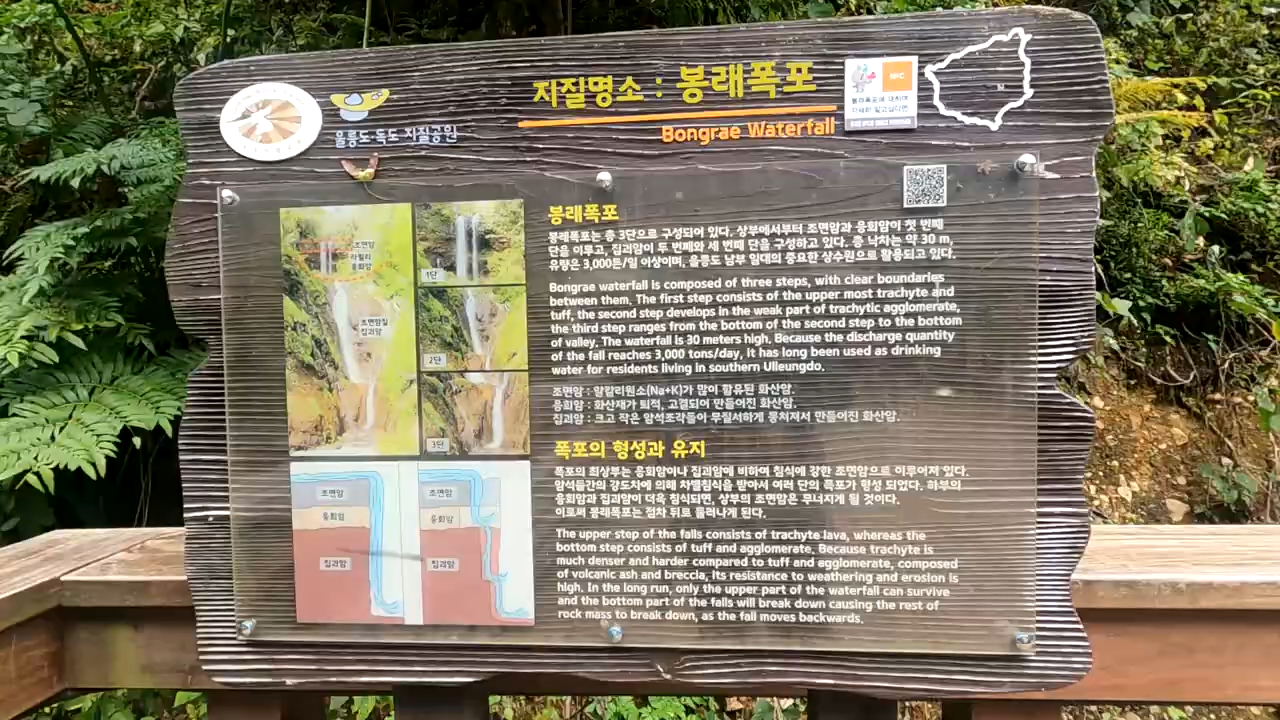 지질명소 : 봉래폭포
Bongrae Waterfall
울릉도·독도 지질공원
NFC
봉래폭포에 대하여
자세히 알고싶다면
조면암
라필리
응회암
조면암질
집괴암
1단
2단
3단
조면암
응회암
집괴암
조면암
응회암
집괴암
봉래폭포
봉래폭포는 총 3단으로 구성되어 있다. 상부에서부터 조면암과 응회암이 첫 번째
단을 이루고, 집괴암이 두 번째와 세 번째 단을 구성하고 있다. 총 낙차는 약 30 m,
유량은 3,000톤/일 이상이며, 울릉도 남부 일대의 중요한 상수원으로 활용되고 있다.
Bongrae waterfall is composed of three steps, with clear boundaries
between them. The first step consists of the upper most trachyte and
tuff, the second step develops in the weak part of trachytic agglomerate,
the third step ranges from the bottom of the second step to the bottom
of valley. The waterfall is 30 meters high. Because the discharge quantity
of the fall reaches 3,000 tons/day, it has long been used as drinking
water for residents living in southern Ulleungdo.
조면암 : 알칼리원소(Na+K)가 많이 함유된 화산암.
응회암 : 화산재가 퇴적, 고결되어 만들어진 화산암.
집괴암 : 크고 작은 암석조각들이 무질서하게 뭉쳐져서 만들어진 화산암.
폭포의 형성과 유지
폭포의 최상부는 응회암이나 집괴암에 비하여 침식에 강한 조면암으로 이루어져 있다.
암석들간의 강도차에 의해 차별침식을 받아서 여러 단의 폭포가 형성 되었다. 하부의
응회암과 집괴암이 더욱 침식되면, 상부의 조면암은 무너지게 될 것이다.
이로써 봉래폭포는 점차 뒤로 물러나게 된다.
The upper step of the falls consists of trachyte lava, whereas the
bottom step consists of tuff and agglomerate. Because trachyte is
much denser and harder compared to tuff and agglomerate, composed
of volcanic ash and breccia, its resistance to weathering and erosion is
high. In the long run, only the upper part of the waterfall can survive
and the bottom part of the falls will break down causing the rest of
rock mass to break down, as the fall moves backwards.